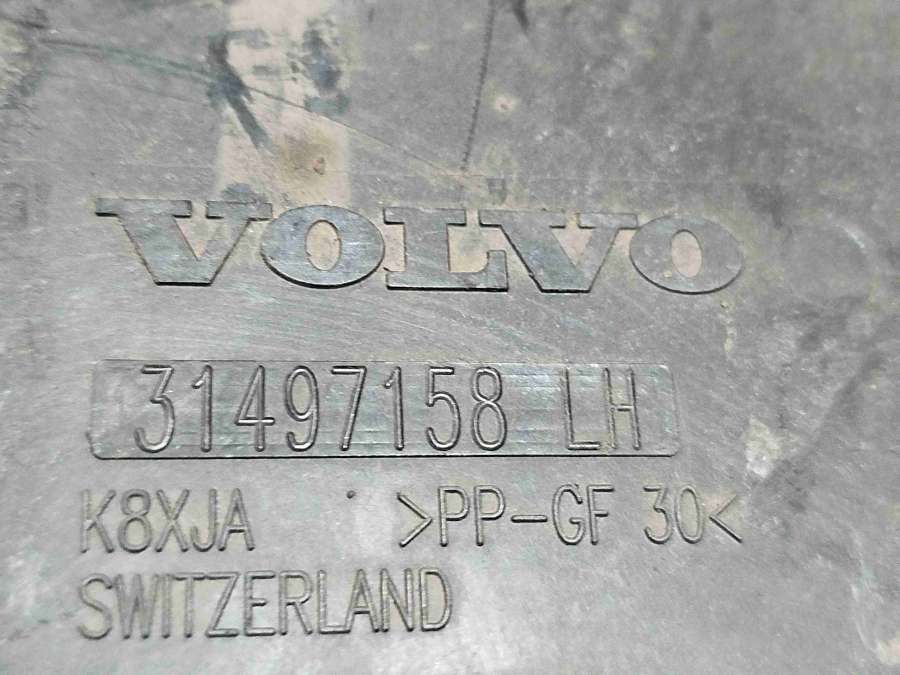 VOLVO
31497158 LH
K8XJA >PP-GF 30<
SWITZERLAND